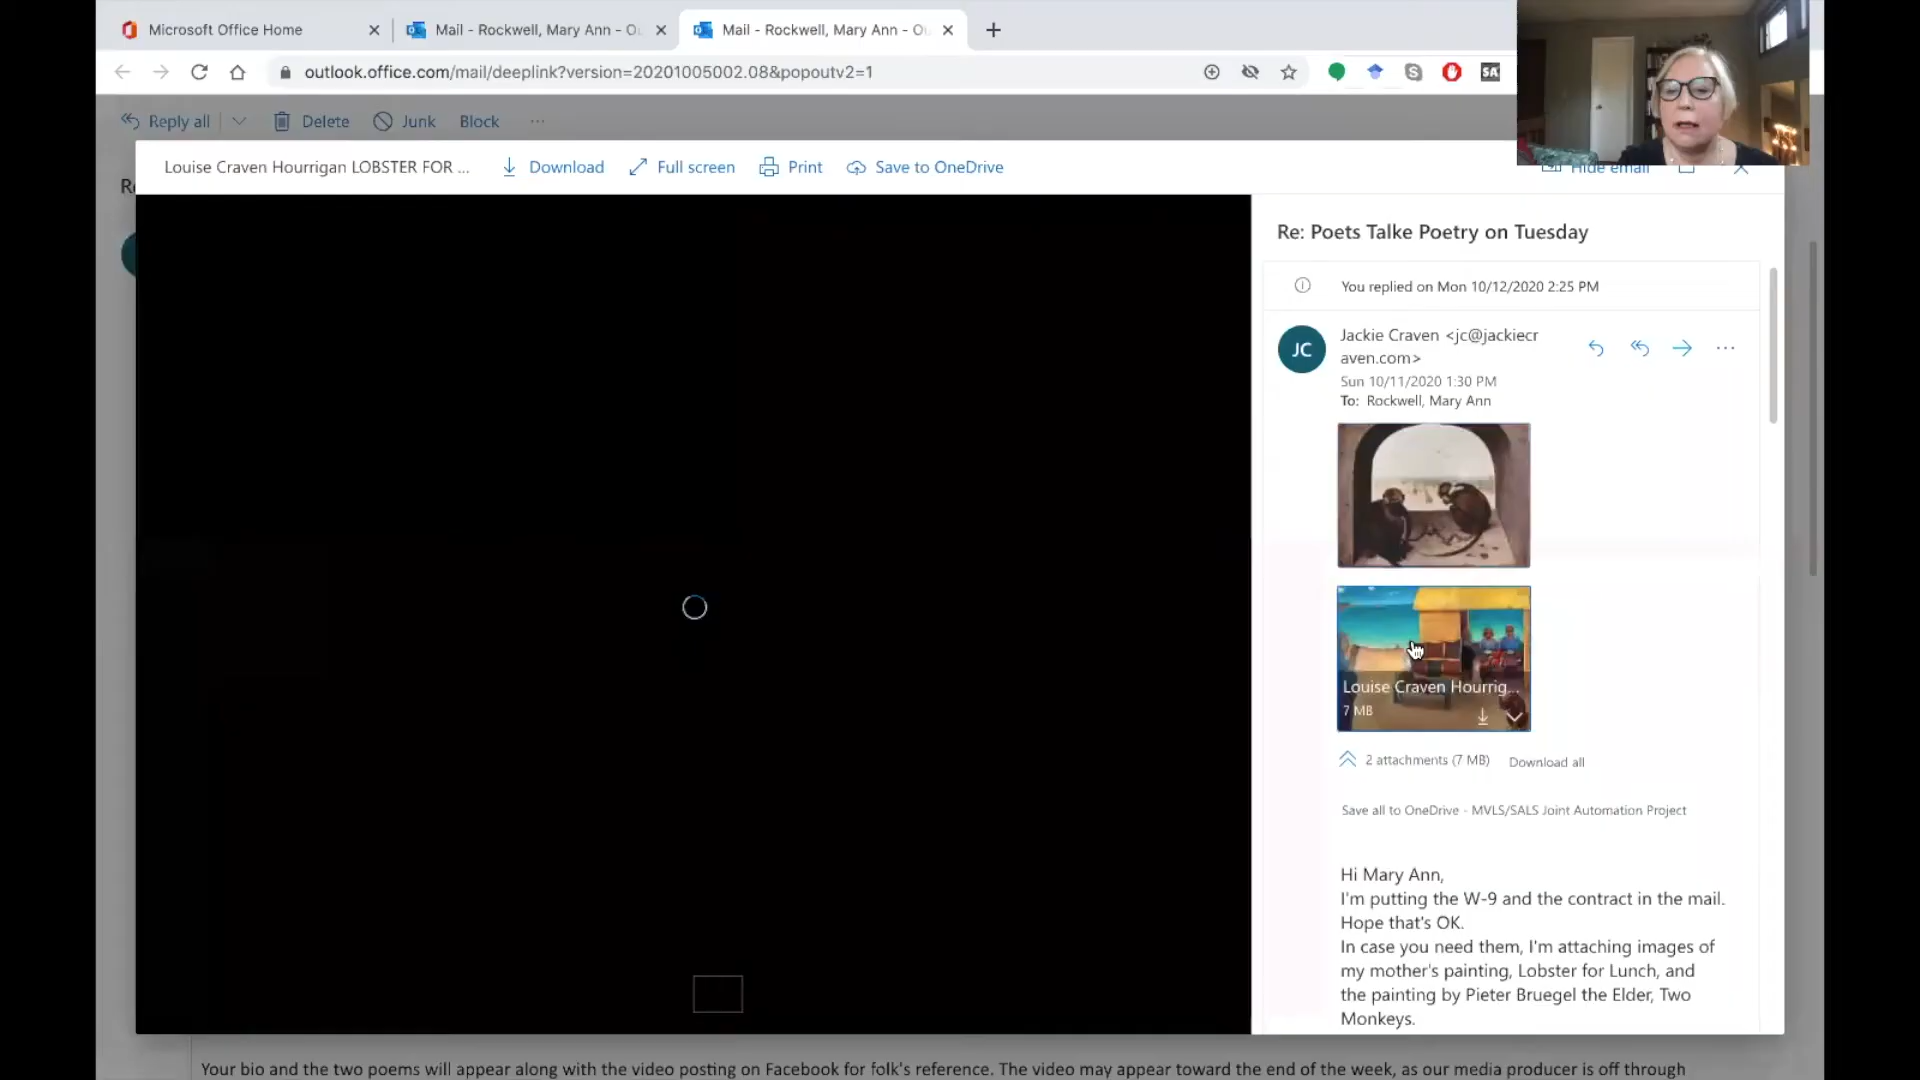 Microsoft Office Home
Mail - Rockwell, Mary Ann - O
Mail - Rockwell, Mary Ann - O
outlook.office.com/mail/deeplink?version=20201005002.08&popoutv2=1
SA
Reply all
Delete
Junk
Block
Louise Craven Hourrigan LOBSTER FOR ...
Download
Full screen
Print
Save to OneDrive
Hide email
Re: Poets Talke Poetry on Tuesday
You replied on Mon 10/12/2020 2:25 PM
JC
Jackie Craven <jc@jackiecr
aven.com>
Sun 10/11/2020 1:30 PM
To: Rockwell, Mary Ann
Louise Craven Hourrig...
7 MB
2 attachments (7 MB)
Download all
Save all to OneDrive - MVLS/SALS Joint Automation Project
Hi Mary Ann,
I'm putting the W-9 and the contract in the mail.
Hope that's OK.
In case you need them, I'm attaching images of
my mother's painting, Lobster for Lunch, and
the painting by Pieter Bruegel the Elder, Two
Monkeys.
Your bio and the two poems will appear along with the video posting on Facebook for folk's reference. The video may appear toward the end of the week, as our media producer is off through